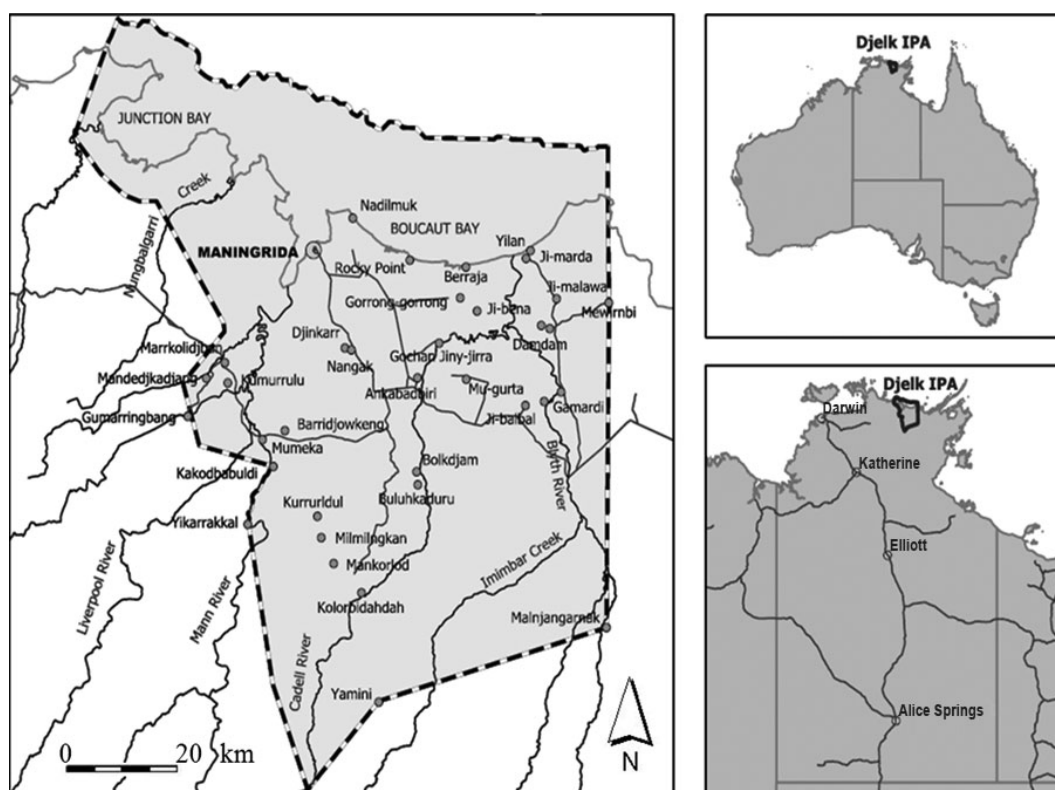 JUNCTION BAY
Nungbalgarri
Creek
Nadilmuk
BOUCAUT BAY
MANINGRIDA
Yilan
Ji-marda
Rocky Point
Berraja
Ji-malawa
Gorrong-gorrong
Ji-bena
Mewirnbi
Djinkarr
Damdam
Marrkolidjban
Gochan Jiny-jirra
Nangak
Mandedjkadjang
Kumurrulu
Ankabadbiri
Mu-gurta
Gamardi
Ji-balbal
Gumarringbang
Barridjowkeng
Mumeka
Blyth River
Kakodbabuldi
Bolkdjam
Buluhkaduru
Kurrurldul
Yikarrakkal
Milmilngkan
Mankorlod
Imimbar Creek
Liverpool River
Mann River
Kolorbidahdah
Malnjangarnak
Cadell River
Yamini
0 20 km
N
Djelk IPA
Djelk IPA
Darwin
Katherine
Elliott
Alice Springs